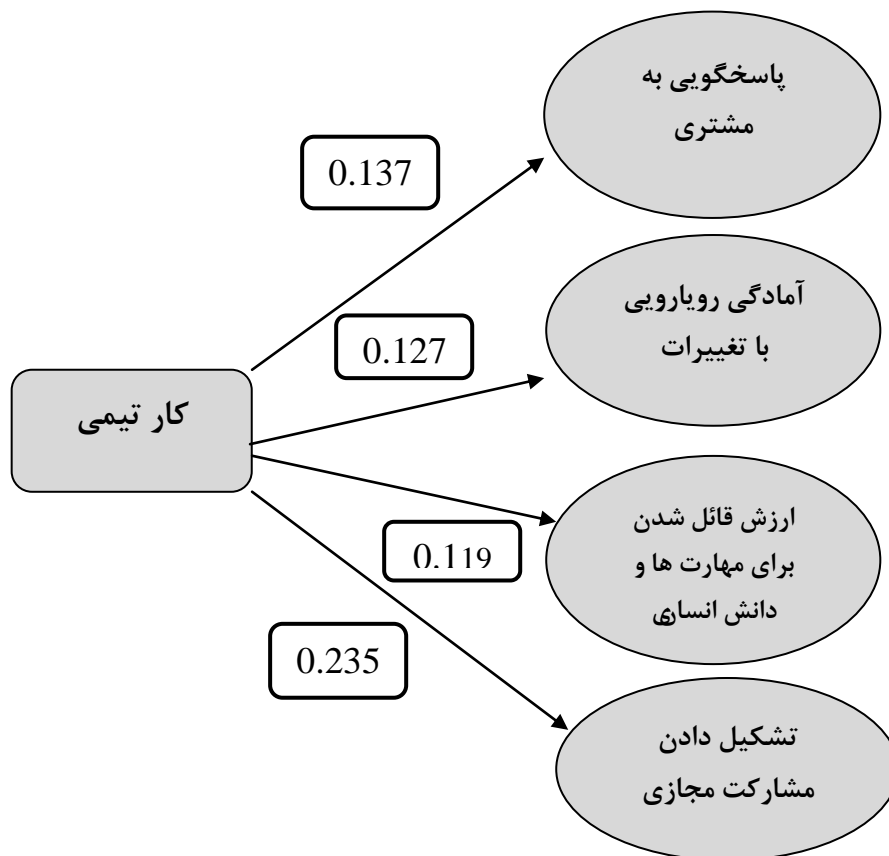 پاسخگویی به
مشتری
0.137
آمادگی رویارویی
با تغییرات
0.127
کار تیمی
ارزش قائل شدن
برای مهارت ها و
دانش انساری
0.119
0.235
تشکیل دادن
مشارکت مجازی